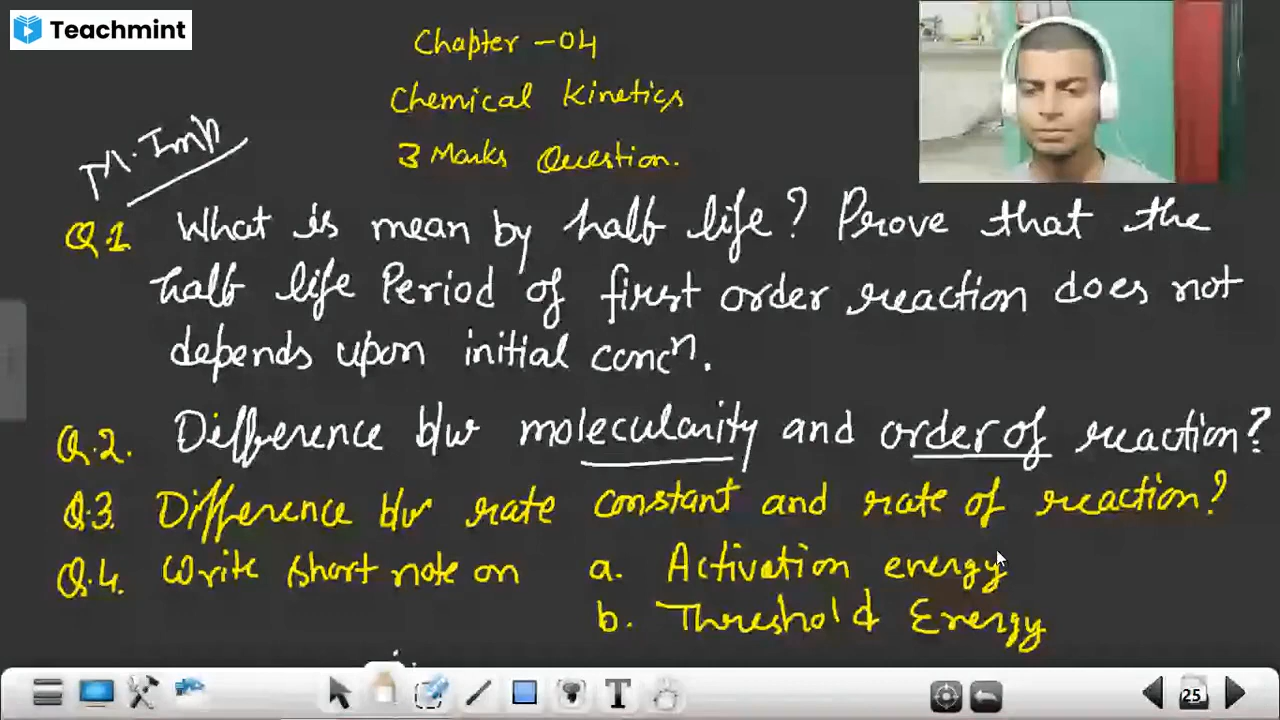 Teachmint
Chapter -04
Chemical Kinetics
3 Marks Question.
M. Imp
Q.1 What is mean by half life? Prove that the
half life Period of first order reaction does not
depends upon initial concⁿ.
Q.2. Difference b/w molecularity and order of reaction?
Q.3 Difference b/w rate constant and rate of reaction?
Q.4. Write short note on a. Activation energy
b. Threshold Energy
T
25